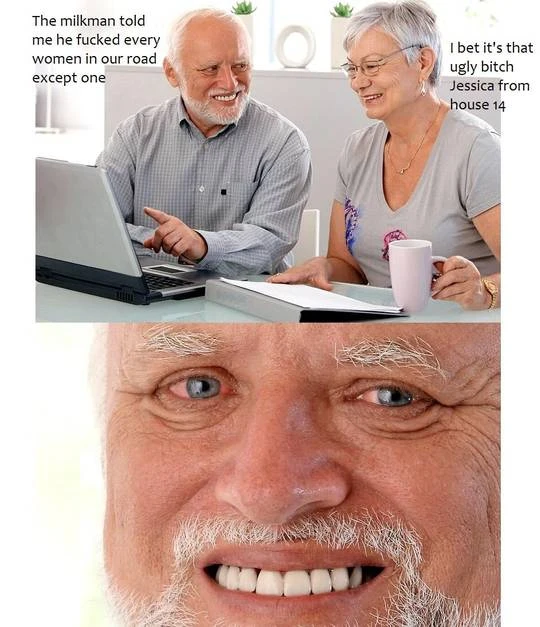 The milkman told
me he fucked every
women in our road
except one
I bet it's that
ugly bitch
Jessica from
house 14